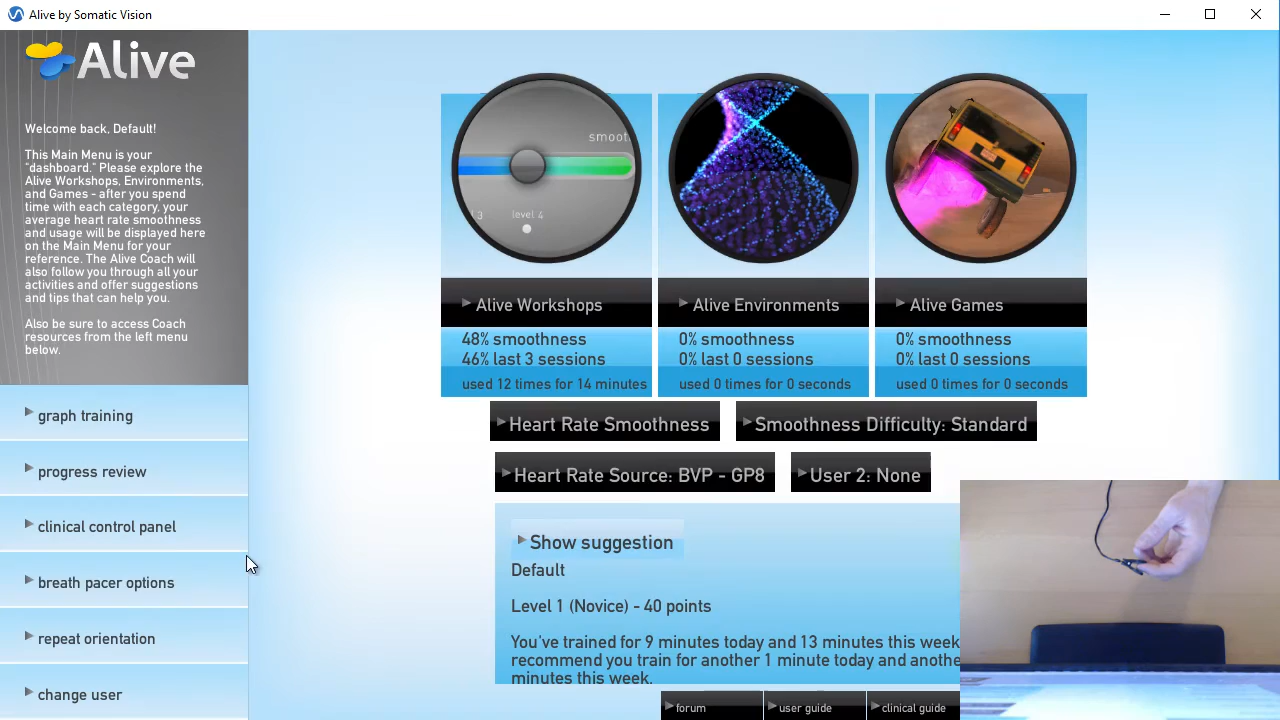 Alive by Somatic Vision
Alive
Welcome back, Default!
This Main Menu is your
"dashboard." Please explore the
Alive Workshops, Environments,
and Games - after you spend
time with each category, your
average heart rate smoothness
and usage will be displayed here
on the Main Menu for your
reference. The Alive Coach will
also follow you through all your
activities and offer suggestions
and tips that can help you.
Also be sure to access Coach
resources from the left menu
below.
graph training
progress review
clinical control panel
breath pacer options
repeat orientation
change user
smoot
3 level 4
Alive Workshops
48% smoothness
46% last 3 sessions
used 12 times for 14 minutes
Alive Environments
0% smoothness
0% last 0 sessions
used 0 times for 0 seconds
Alive Games
0% smoothness
0% last 0 sessions
used 0 times for 0 seconds
Heart Rate Smoothness
Smoothness Difficulty: Standard
Heart Rate Source: BVP - GP8
User 2: None
Show suggestion
Default
Level 1 (Novice) - 40 points
You've trained for 9 minutes today and 13 minutes this week
recommend you train for another 1 minute today and anothe
minutes this week.
forum
user guide
clinical guide